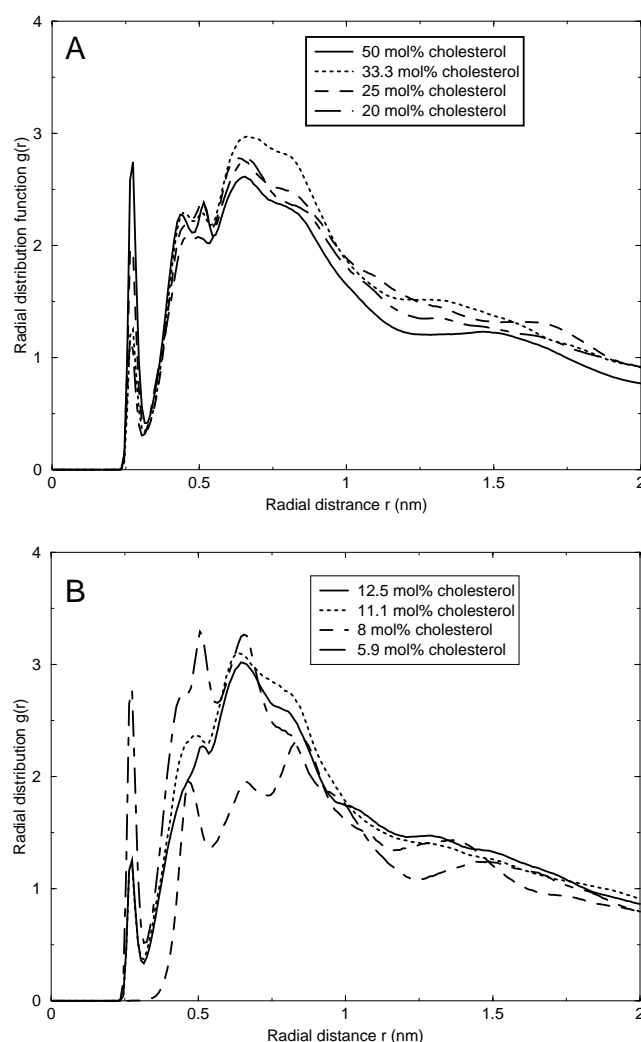 A
50 mol% cholesterol
33.3 mol% cholesterol
25 mol% cholesterol
20 mol% cholesterol
4
3
2
1
0
Radial distribution function g(r)
0
0.5
1
1.5
2
Radial distrance r (nm)
B
12.5 mol% cholesterol
11.1 mol% cholesterol
8 mol% cholesterol
5.9 mol% cholesterol
4
3
2
1
0
Radial distribution g(r)
0
0.5
1
1.5
2
Radial distance r (nm)